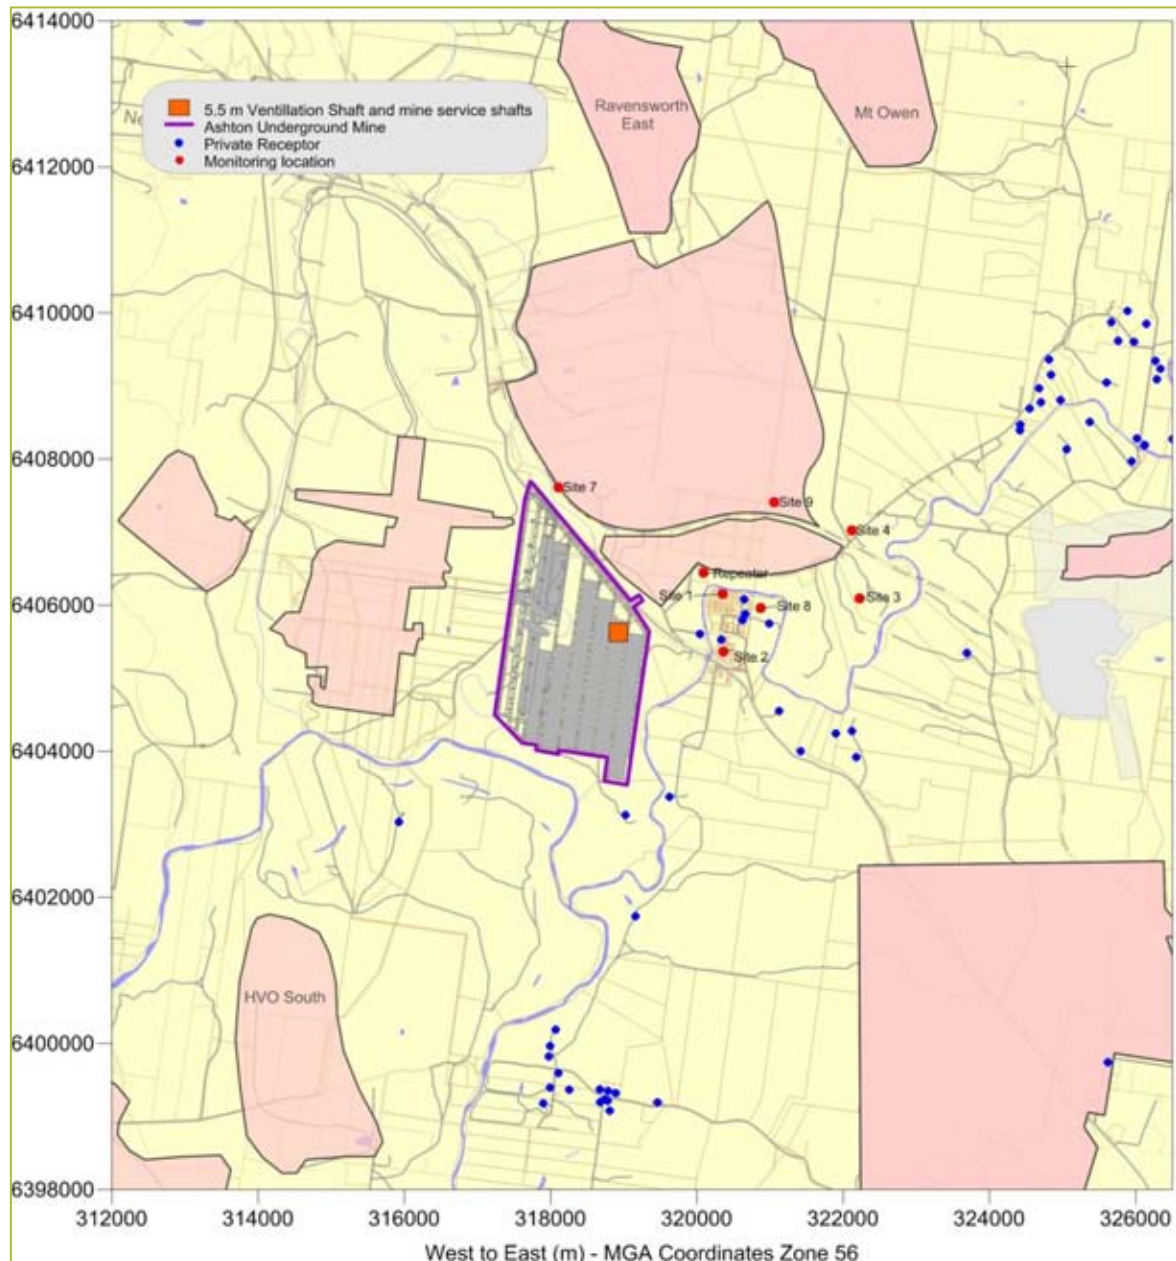 6414000
5.5 m Ventillation Shaft and mine service shafts
Ashton Underground Mine
Private Receptor
Monitoring location
Ne
Ravensworth
East
Mt Owen
6412000
6410000
6408000
Site 7
Site 9
Site 4
Repeater
6406000
Site 1
Site 8
Site 3
Site 2
6404000
6402000
HVO South
6400000
6398000
312000 314000 316000 318000 320000 322000 324000 326000
West to East (m) - MGA Coordinates Zone 56